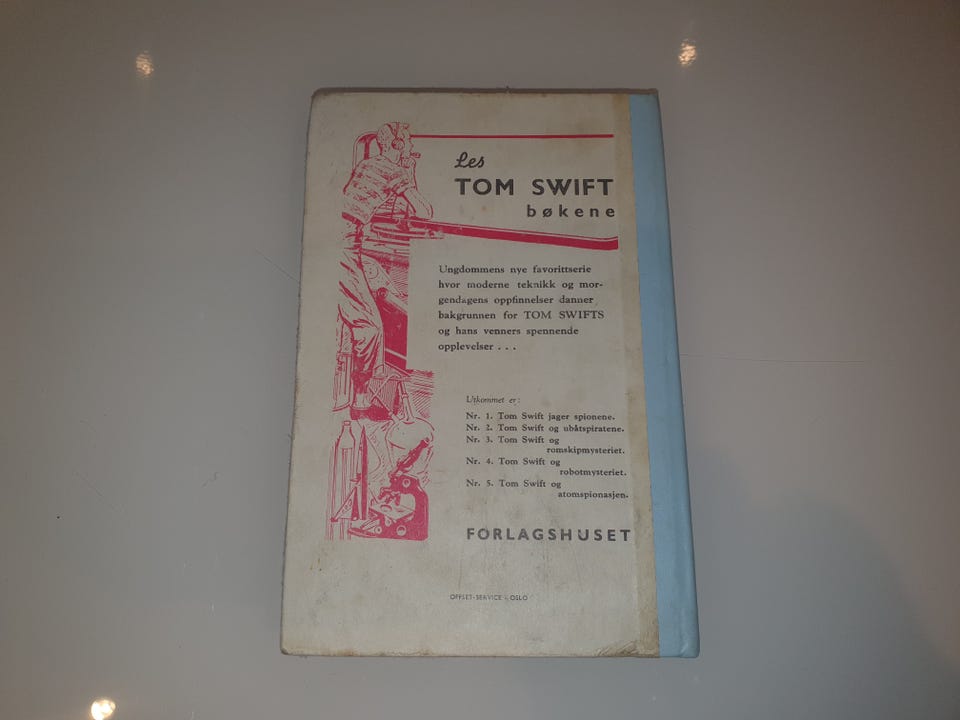 Les
TOM SWIFT
bøkene
Ungdommens nye favorittserie
hvor moderne teknikk og mor-
gendagens oppfinnelser danner
bakgrunnen for TOM SWIFTS
og hans venners spennende
opplevelser . . .
Utkommet er:
Nr. 1. Tom Swift jager spionene.
Nr. 2. Tom Swift og ubåtspiratene.
Nr. 3. Tom Swift og
romskipmysteriet.
Nr. 4. Tom Swift og
robotmysteriet.
Nr. 5. Tom Swift og
atomspionasjen.
FORLAGSHUSET
OFFSET-SERVICE - OSLO